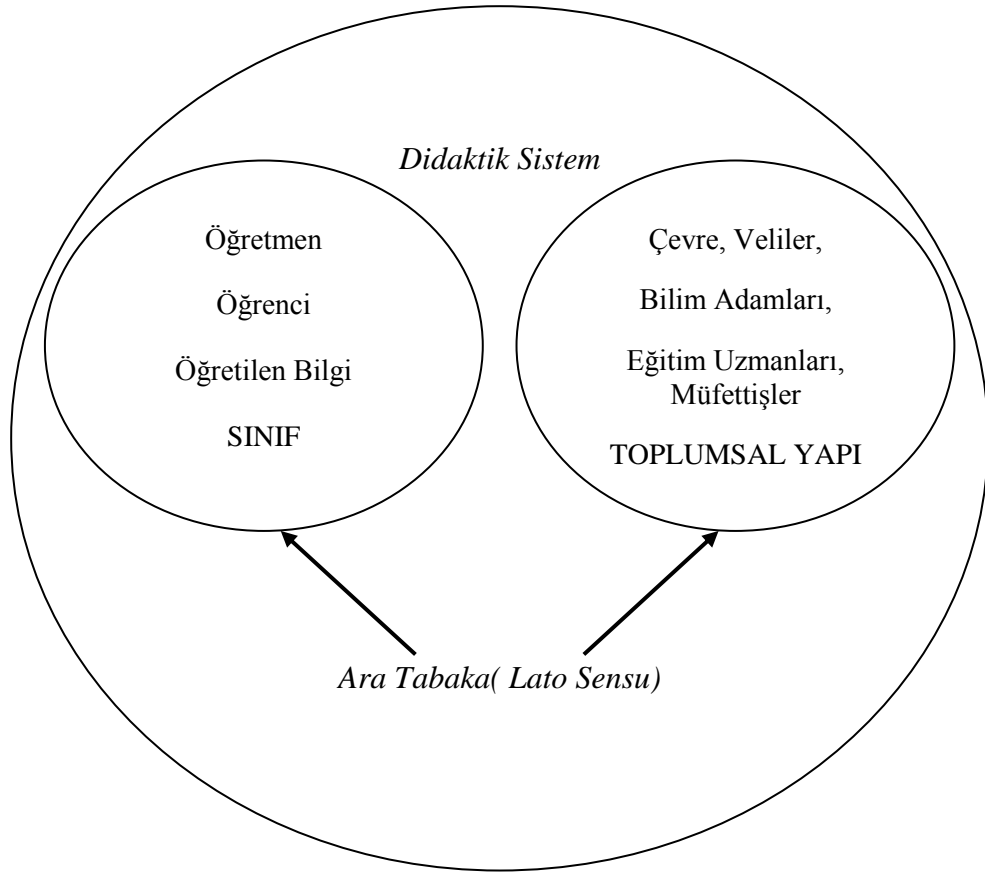 Didaktik Sistem
Öğretmen
Öğrenci
Öğretilen Bilgi
SINIF
Çevre, Veliler,
Bilim Adamları,
Eğitim Uzmanları,
Müfettişler
TOPLUMSAL YAPI
Ara Tabaka( Lato Sensu)